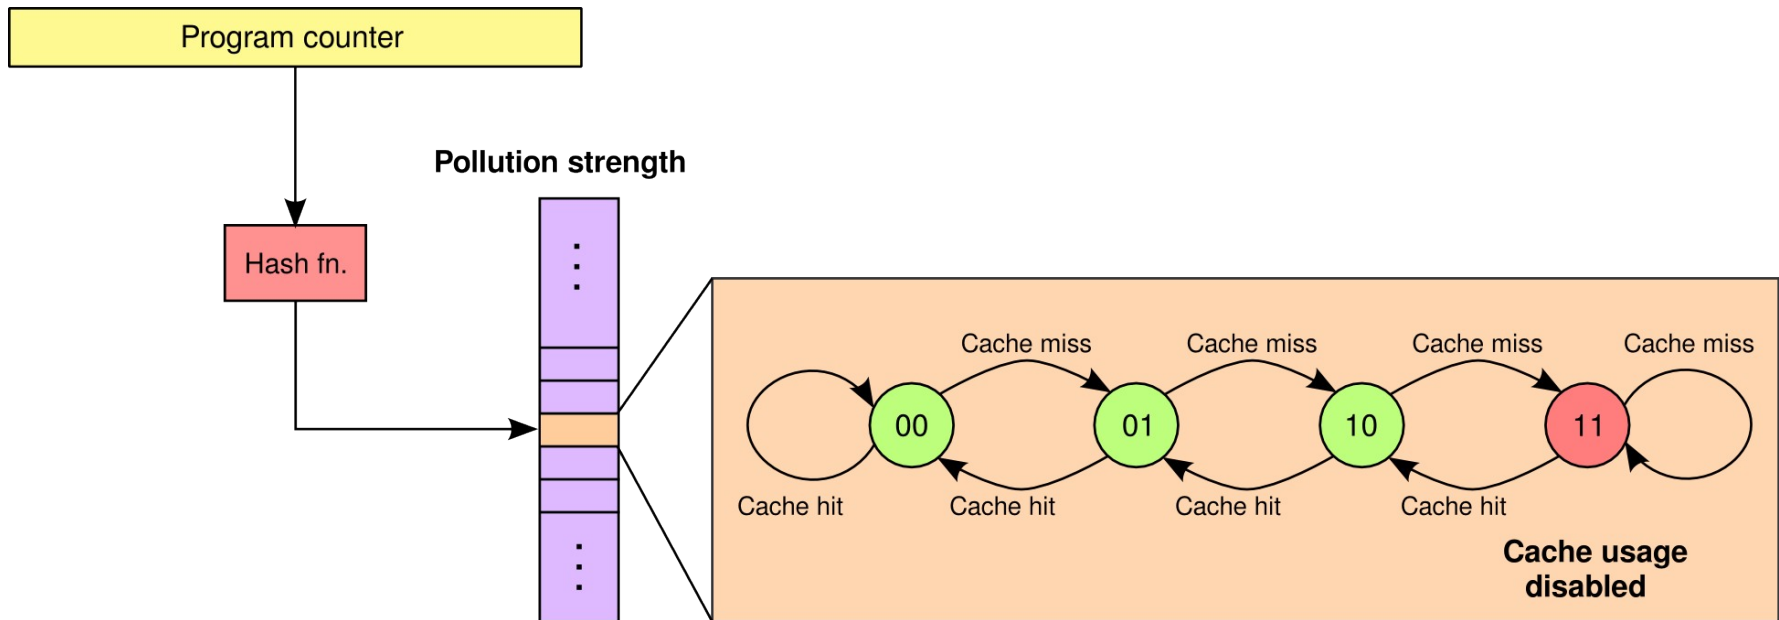 Program counter
Pollution strength
Hash fn.
Cache miss
Cache miss
Cache miss
Cache miss
00
01
10
11
Cache hit
Cache hit
Cache hit
Cache hit
Cache usage
disabled